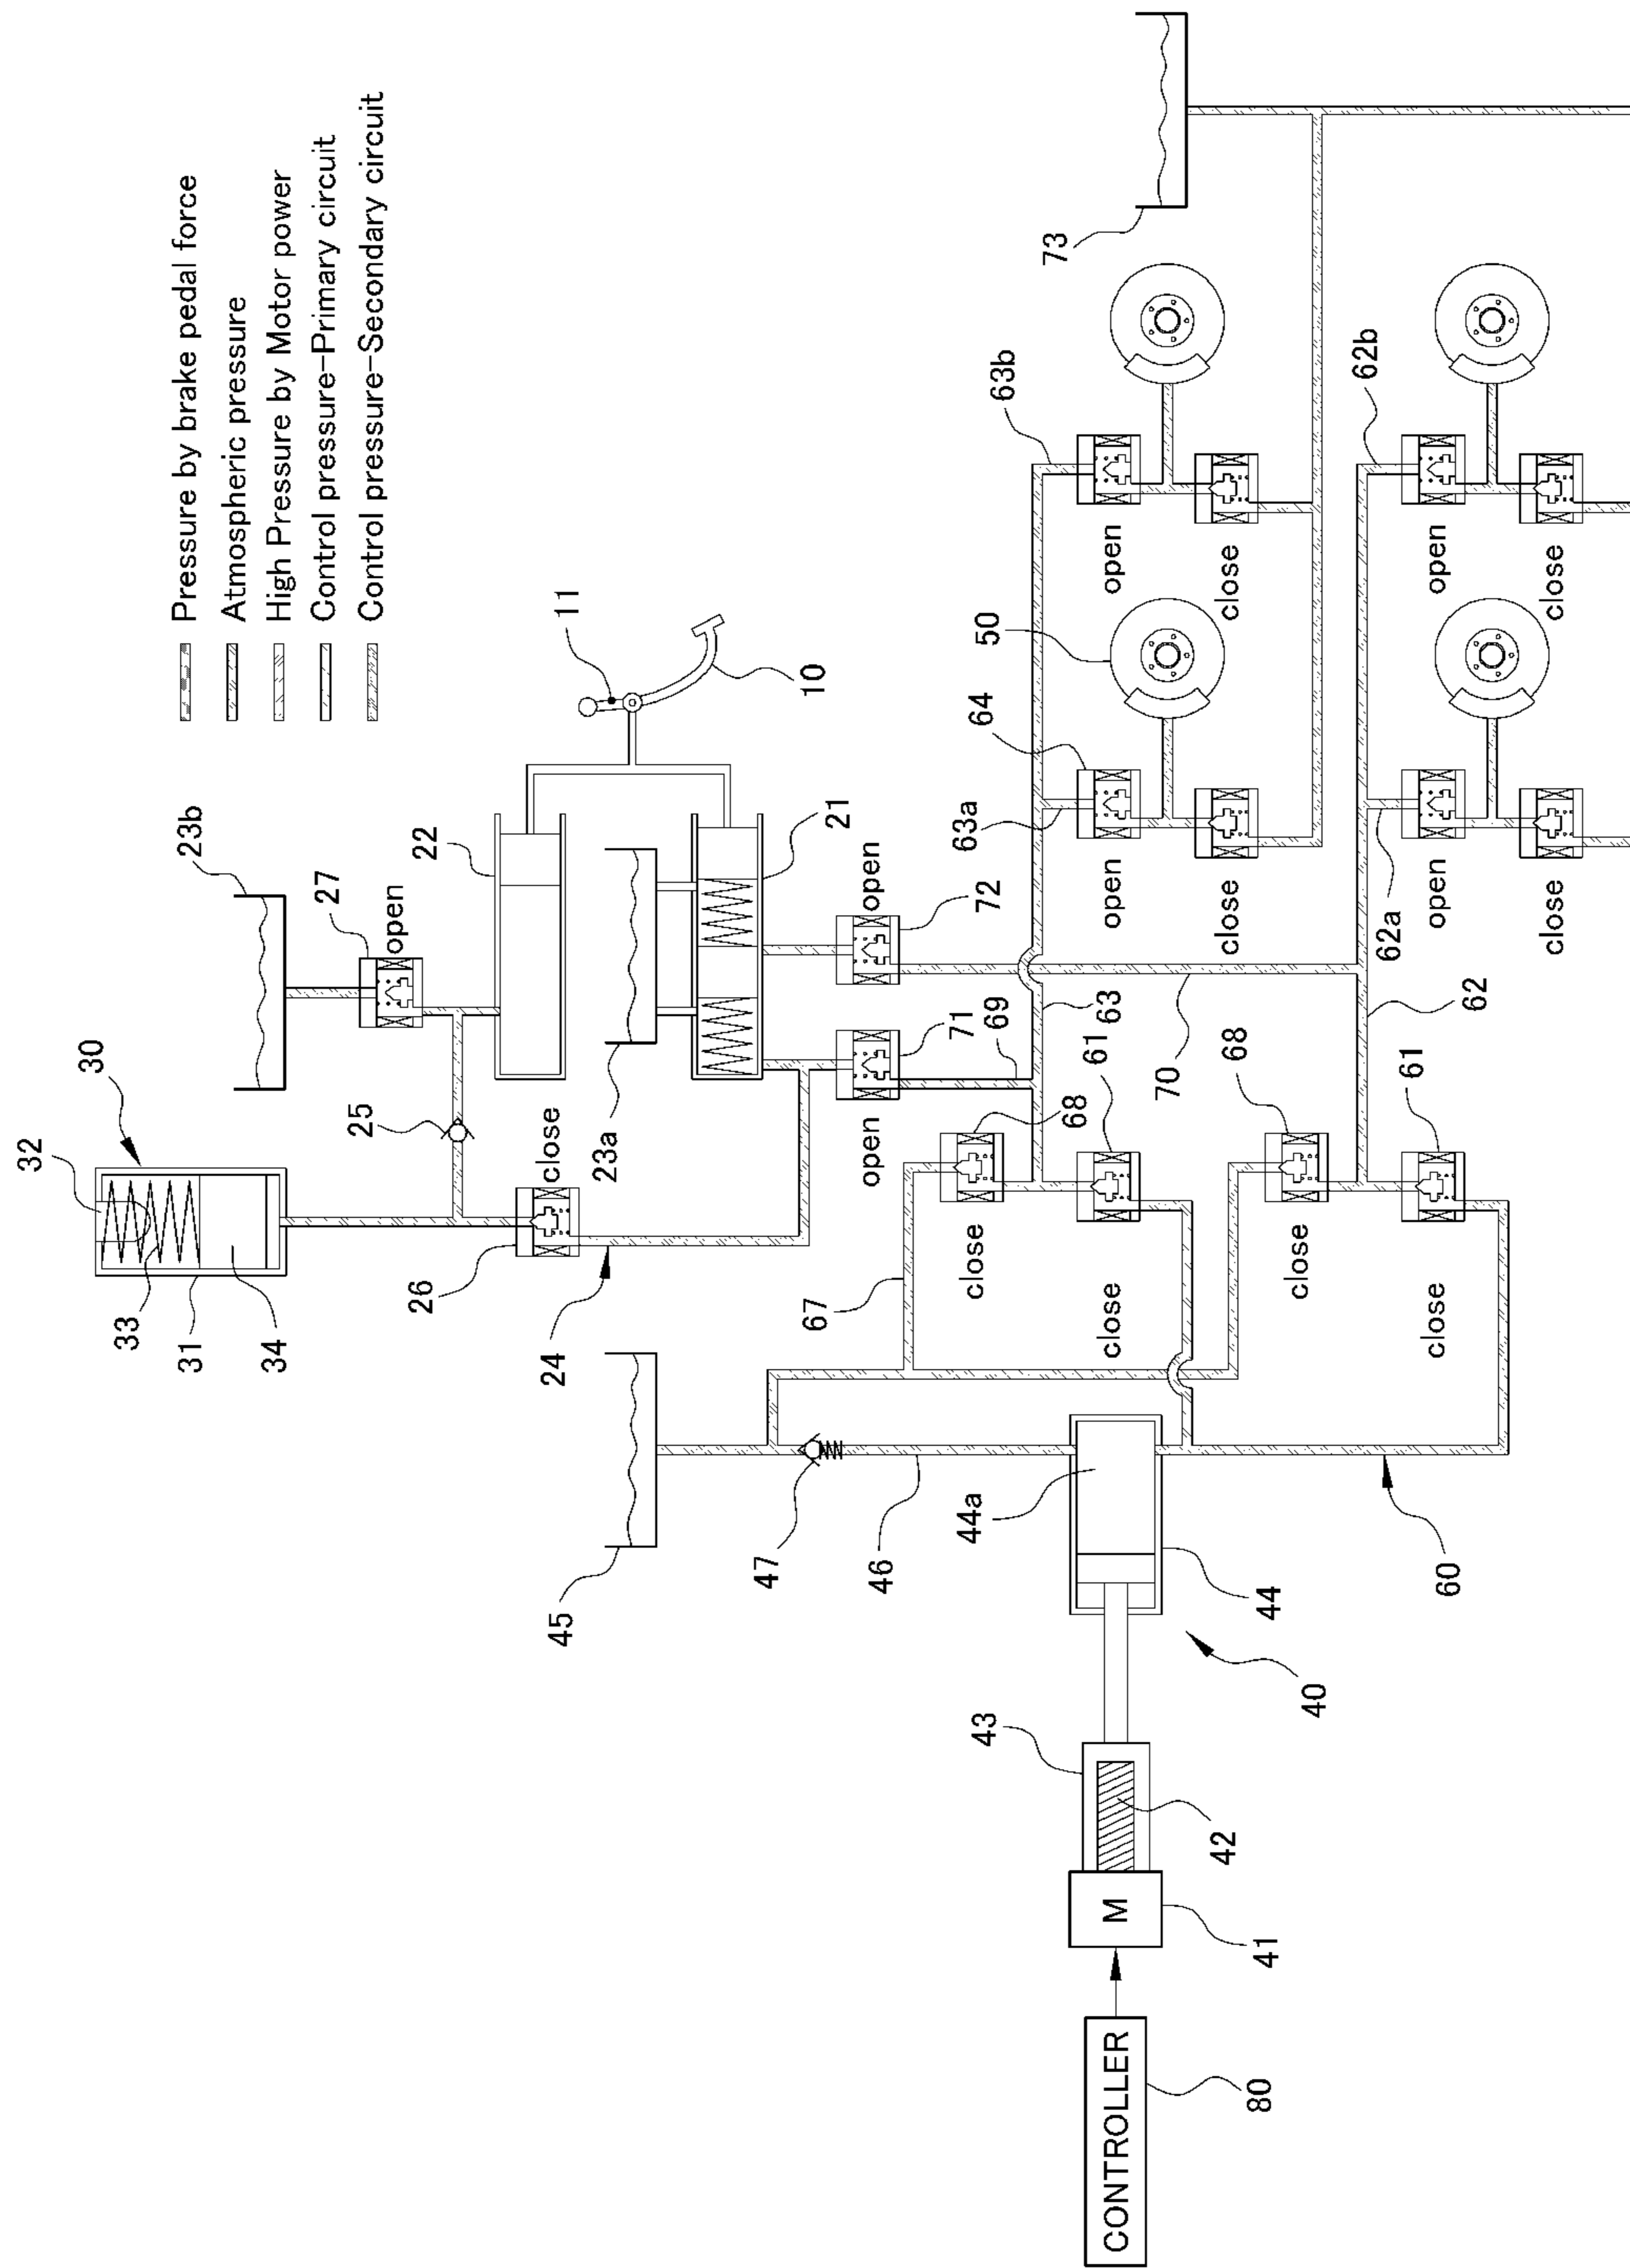 32
30
33
31
34
Pressure by brake pedal force
Atmospheric pressure
High Pressure by Motor power
Control pressure-Primary circuit
Control pressure-Secondary circuit
23b
27
25
open
26
22
close
24
11
45
23a
47
10
21
67
open
open
46
44a
close
64
50
63b
68
71
72
63a
69
73
43
61
63
close
open
open
70
44
42
40
M
41
CONTROLLER
80
68
close
close
62
62a
62b
60
close
61
open
open
close
close